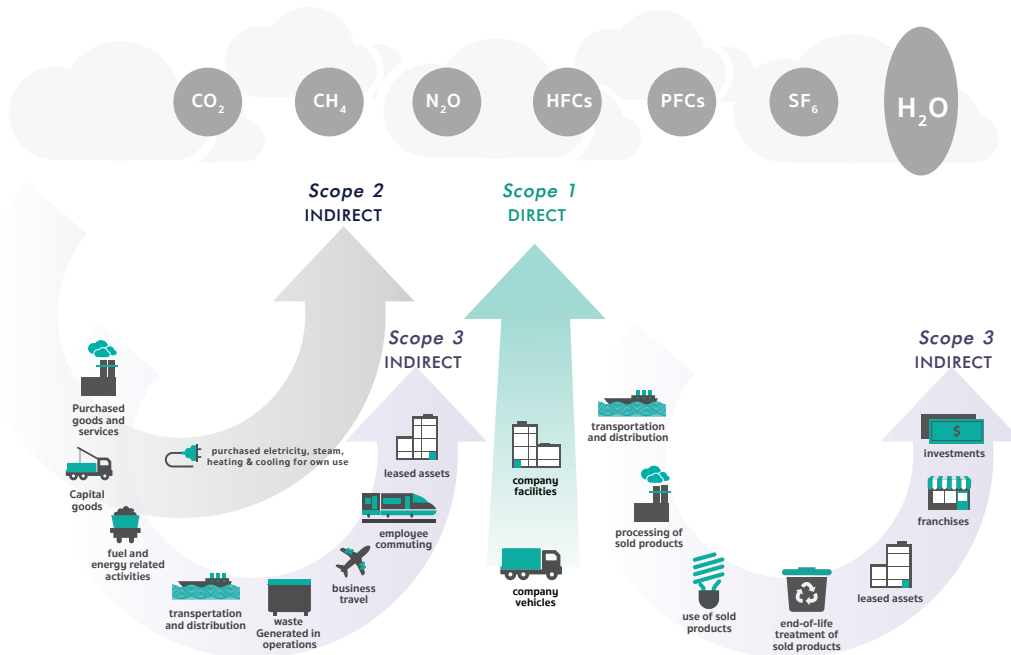 CO₂
CH₄
N₂O
HFCs
PFCs
SF₆
H₂O
Scope 2
INDIRECT
Scope 1
DIRECT
Scope 3
INDIRECT
Scope 3
INDIRECT
Purchased
goods and
services
Capital
goods
fuel and
energy related
activities
transpertation
and distribution
waste
Generated in
operations
business
travel
employee
commuting
leased assets
purchased eletricity, steam,
heating & cooling for own use
company
facilities
company
vehicles
transportation
and distribution
processing of
sold products
use of sold
products
end-of-life
treatment of
sold products
leased assets
franchises
investments
$